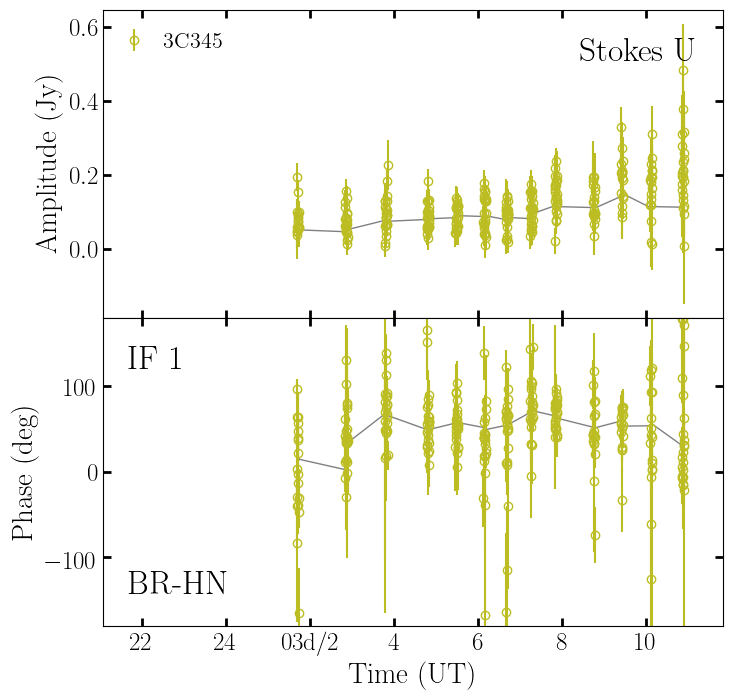 3C345
Stokes U
0.6
0.4
0.2
0.0
Amplitude (Jy)
IF 1
BR-HN
100
0
−100
Phase (deg)
22 24 03d/2 4 6 8 10
Time (UT)